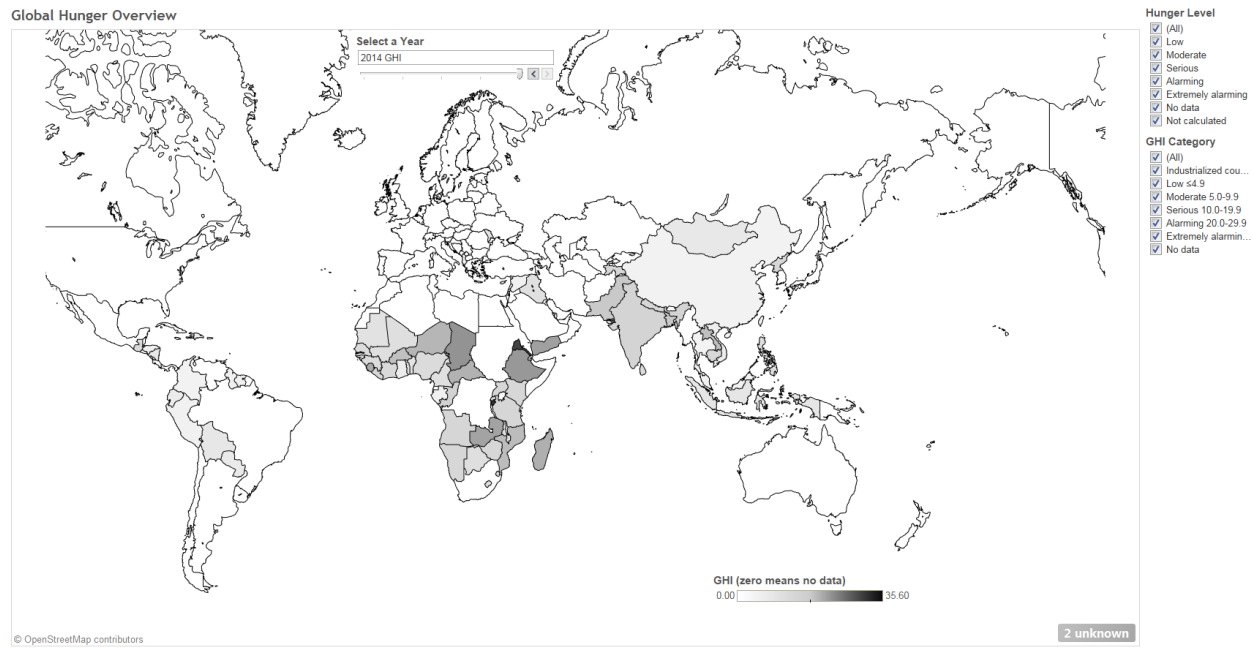 Global Hunger Overview
Select a Year
2014 GHI
Hunger Level
(All)
Low
Moderate
Serious
Alarming
Extremely alarming
No data
Not calculated
GHI Category
(All)
Industrialized cou...
Low ≤4.9
Moderate 5.0-9.9
Serious 10.0-19.9
Alarming 20.0-29.9
Extremely alarmin...
No data
GHI (zero means no data)
0.00 35.60
2 unknown
© OpenStreetMap contributors